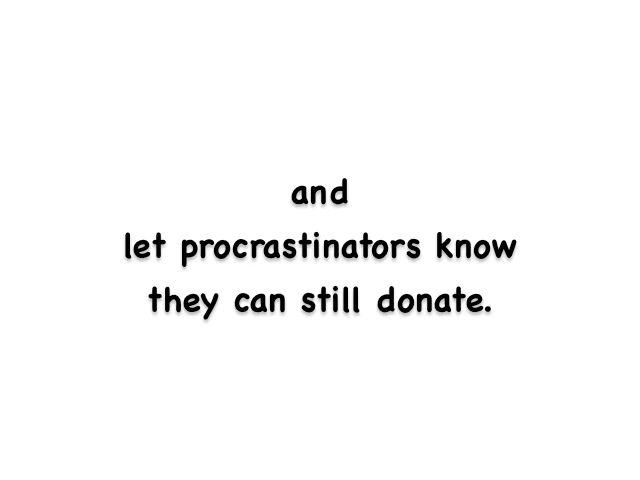 and
let procrastinators know
they can still donate.